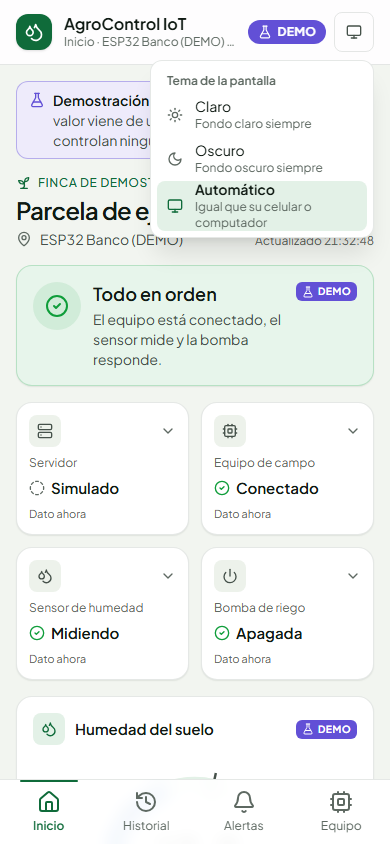 AgroControl IoT
Inicio · ESP32 Banco (DEMO) ...
DEMO
Tema de la pantalla
Claro
Fondo claro siempre
Oscuro
Fondo oscuro siempre
Automático
Igual que su celular o
computador
Demostración
valor viene de
controlan
FINCA DE
Parcela de
ESP32 Banco (DEMO)
Actualizado 21:32:48
Todo en orden
DEMO
El equipo está conectado, el
sensor mide y la bomba
responde.
Servidor
Simulado
Dato ahora
Equipo de campo
Conectado
Dato ahora
Sensor de humedad
Midiendo
Dato ahora
Bomba de riego
Apagada
Dato ahora
Humedad del suelo
DEMO
Inicio
Historial
Alertas
Equipo